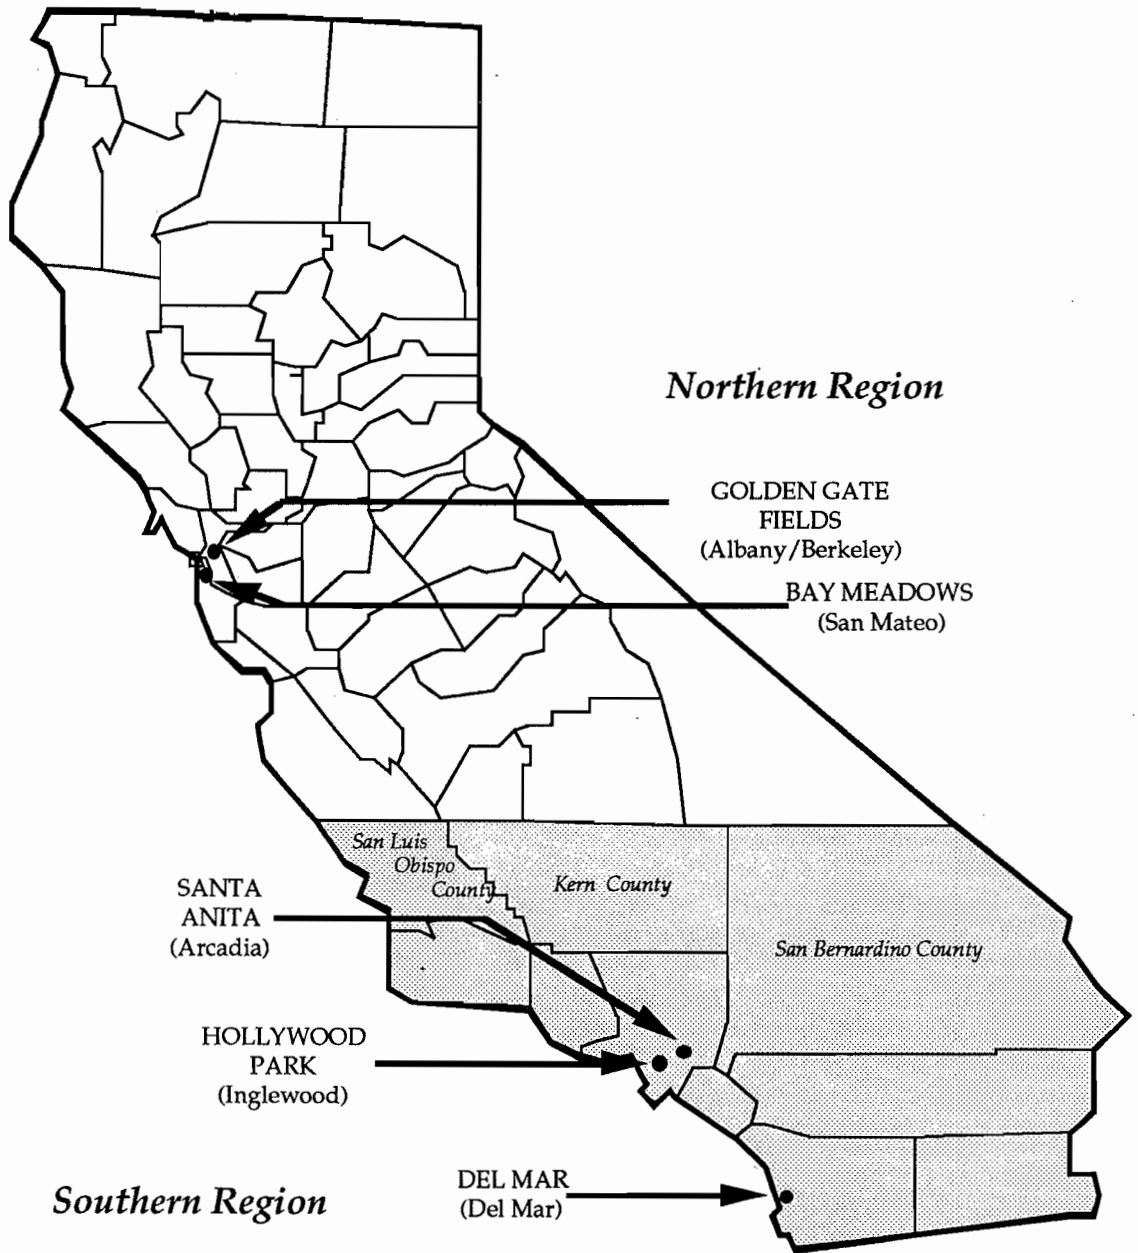 Northern Region
GOLDEN GATE
FIELDS
(Albany/Berkeley)
BAY MEADOWS
(San Mateo)
San Luis
Obispo
County
Kern County
San Bernardino County
SANTA
ANITA
(Arcadia)
HOLLYWOOD
PARK
(Inglewood)
DEL MAR
(Del Mar)
Southern Region